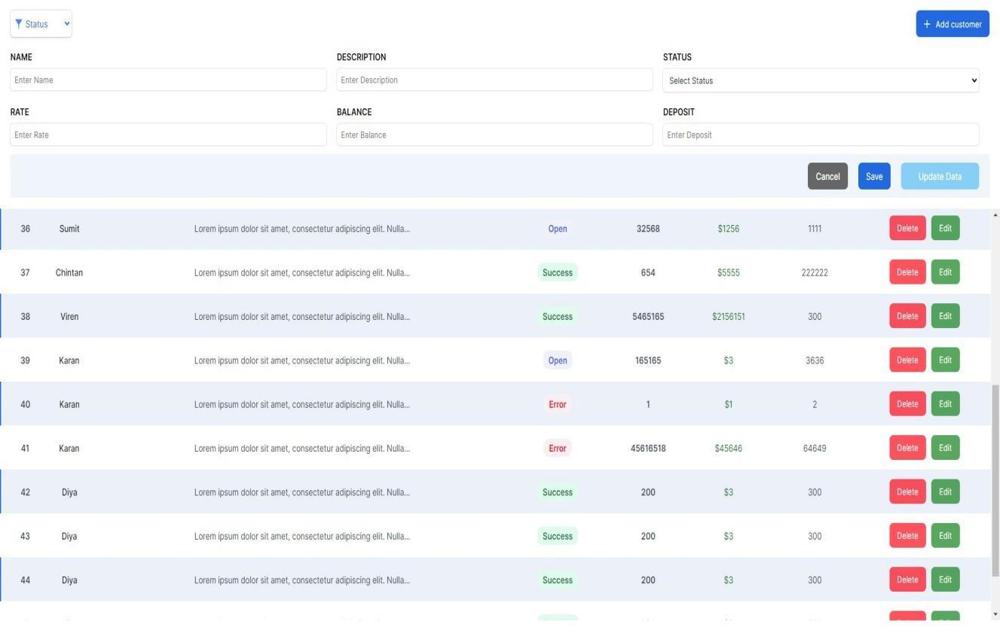 Status
+ Add customer
NAME DESCRIPTION STATUS
Enter Name Enter Description Select Status
RATE BALANCE DEPOSIT
Enter Rate Enter Balance Enter Deposit
Cancel Save Update Data
36 Sumit Lorem ipsum dolor sit amet, consectetur adipiscing elit. Nulla... Open 32568 $1256 1111 Delete Edit
37 Chintan Lorem ipsum dolor sit amet, consectetur adipiscing elit. Nulla... Success 654 $5555 222222 Delete Edit
38 Viren Lorem ipsum dolor sit amet, consectetur adipiscing elit. Nulla... Success 5465165 $2156151 300 Delete Edit
39 Karan Lorem ipsum dolor sit amet, consectetur adipiscing elit. Nulla... Open 165165 $3 3636 Delete Edit
40 Karan Lorem ipsum dolor sit amet, consectetur adipiscing elit. Nulla... Error 1 $1 2 Delete Edit
41 Karan Lorem ipsum dolor sit amet, consectetur adipiscing elit. Nulla... Error 45616518 $45646 64649 Delete Edit
42 Diya Lorem ipsum dolor sit amet, consectetur adipiscing elit. Nulla... Success 200 $3 300 Delete Edit
43 Diya Lorem ipsum dolor sit amet, consectetur adipiscing elit. Nulla... Success 200 $3 300 Delete Edit
44 Diya Lorem ipsum dolor sit amet, consectetur adipiscing elit. Nulla... Success 200 $3 300 Delete Edit